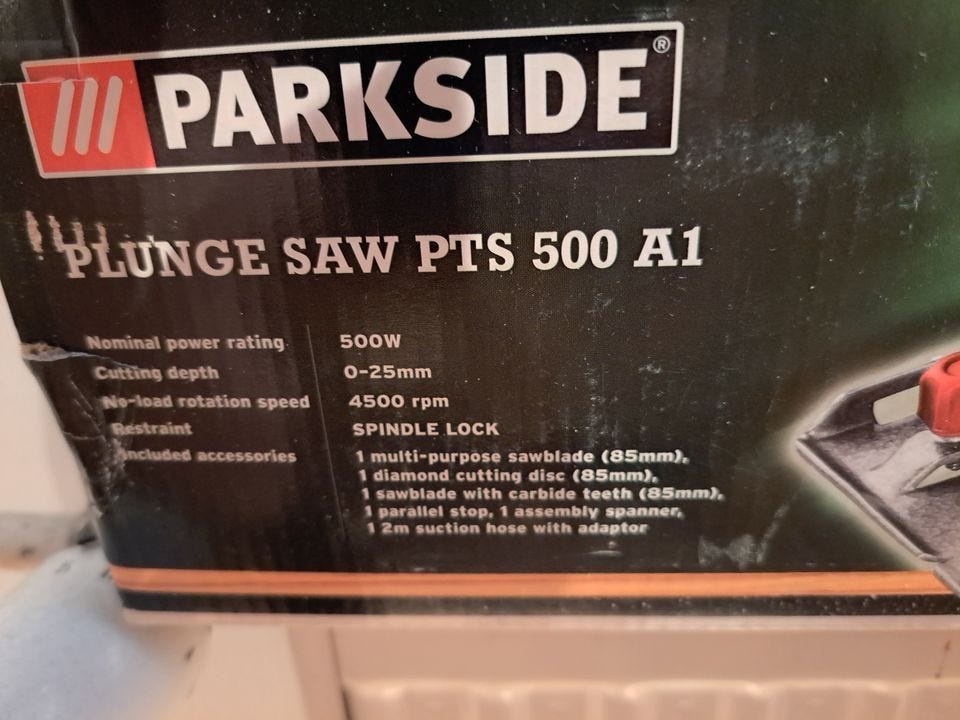 PARKSIDE®
PLUNGE SAW PTS 500 A1
Nominal power rating 500W
Cutting depth 0-25mm
No-load rotation speed 4500 rpm
Restraint SPINDLE LOCK
Included accessories 1 multi-purpose sawblade (85mm),
1 diamond cutting disc (85mm),
1 sawblade with carbide teeth (85mm),
1 parallel stop, 1 assembly spanner,
1 2m suction hose with adaptor